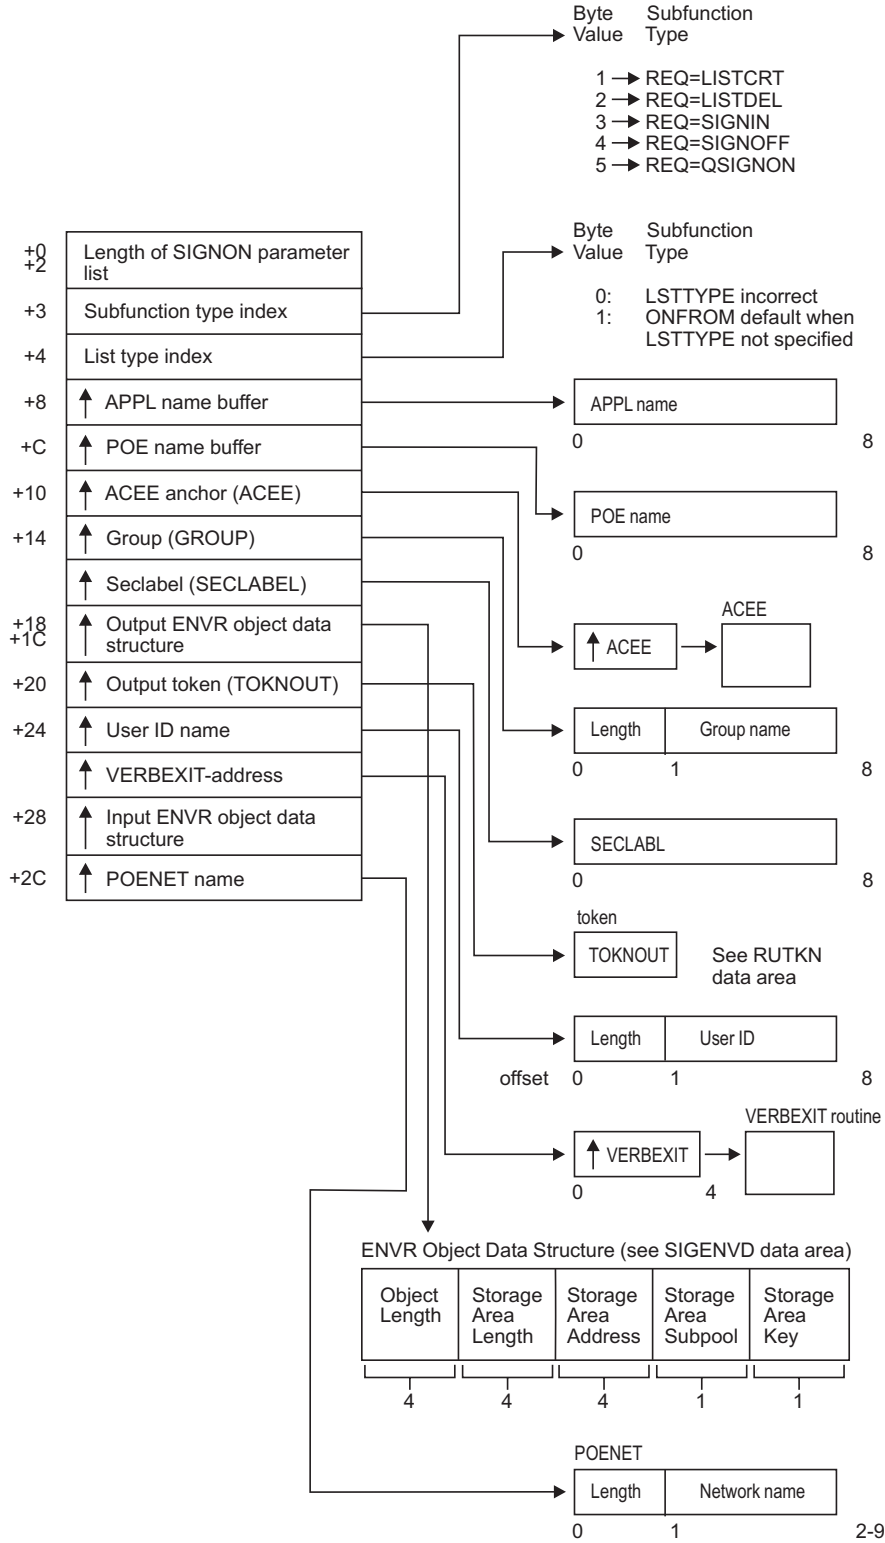 Byte Subfunction
Value Type
1 → REQ=LISTCRT
2 → REQ=LISTDEL
3 → REQ=SIGNIN
4 → REQ=SIGNOFF
5 → REQ=QSIGNON
Byte Subfunction
Value Type
0: LSTTYPE incorrect
1: ONFROM default when
LSTTYPE not specified
+0
+2
Length of SIGNON parameter
list
+3 Subfunction type index
+4 List type index
+8 APPL name buffer
+C POE name buffer
+10 ACEE anchor (ACEE)
+14 Group (GROUP)
Seclabel (SECLABEL)
+18
+1C
Output ENVR object data
structure
+20 Output token (TOKNOUT)
+24 User ID name
VERBEXIT-address
+28 Input ENVR object data
structure
+2C POENET name
APPL name
0 8
POE name
0 8
ACEE
ACEE
Length Group name
0 1 8
SECLABL
0 8
token
TOKNOUT
See RUTKN
data area
Length User ID
offset 0 1 8
VERBEXIT routine
VERBEXIT
0 4
ENVR Object Data Structure (see SIGENVD data area)
Object
Length
Storage
Area
Length
Storage
Area
Address
Storage
Area
Subpool
Storage
Area
Key
4 4 4 1 1
POENET
Length Network name
0 1 2-9